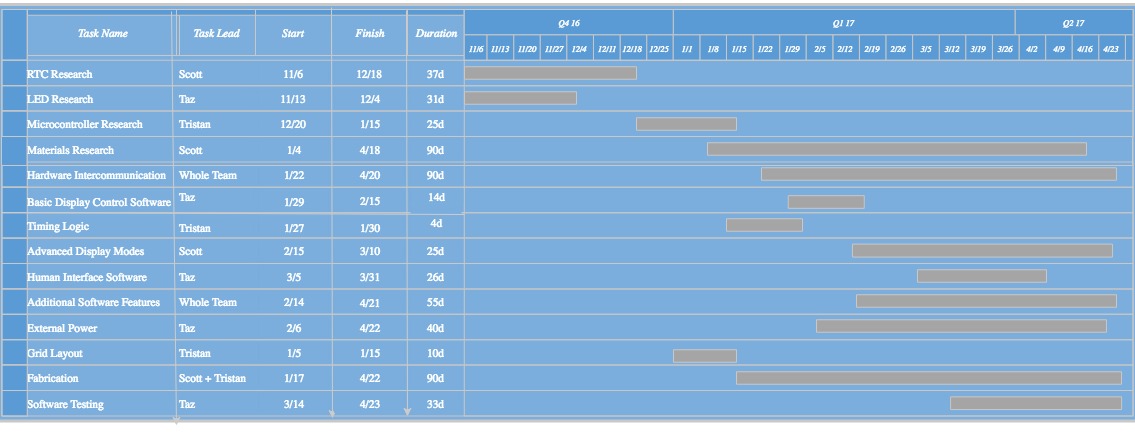 Q4 16 Q1 17 Q2 17
Task Name Task Lead Start Finish Duration
11/6 11/13 11/20 11/27 12/4 12/11 12/18 12/25 1/1 1/8 1/15 1/22 1/29 2/5 2/12 2/19 2/26 3/5 3/12 3/19 3/26 4/2 4/9 4/16 4/23
RTC Research Scott 11/6 12/18 37d
LED Research Taz 11/13 12/4 31d
Microcontroller Research Tristan 12/20 1/15 25d
Materials Research Scott 1/4 4/18 90d
Hardware Intercommunication Whole Team 1/22 4/20 90d
Basic Display Control Software Taz 1/29 2/15 14d
Timing Logic Tristan 1/27 1/30 4d
Advanced Display Modes Scott 2/15 3/10 25d
Human Interface Software Taz 3/5 3/31 26d
Additional Software Features Whole Team 2/14 4/21 55d
External Power Taz 2/6 4/22 40d
Grid Layout Tristan 1/5 1/15 10d
Fabrication Scott + Tristan 1/17 4/22 90d
Software Testing Taz 3/14 4/23 33d